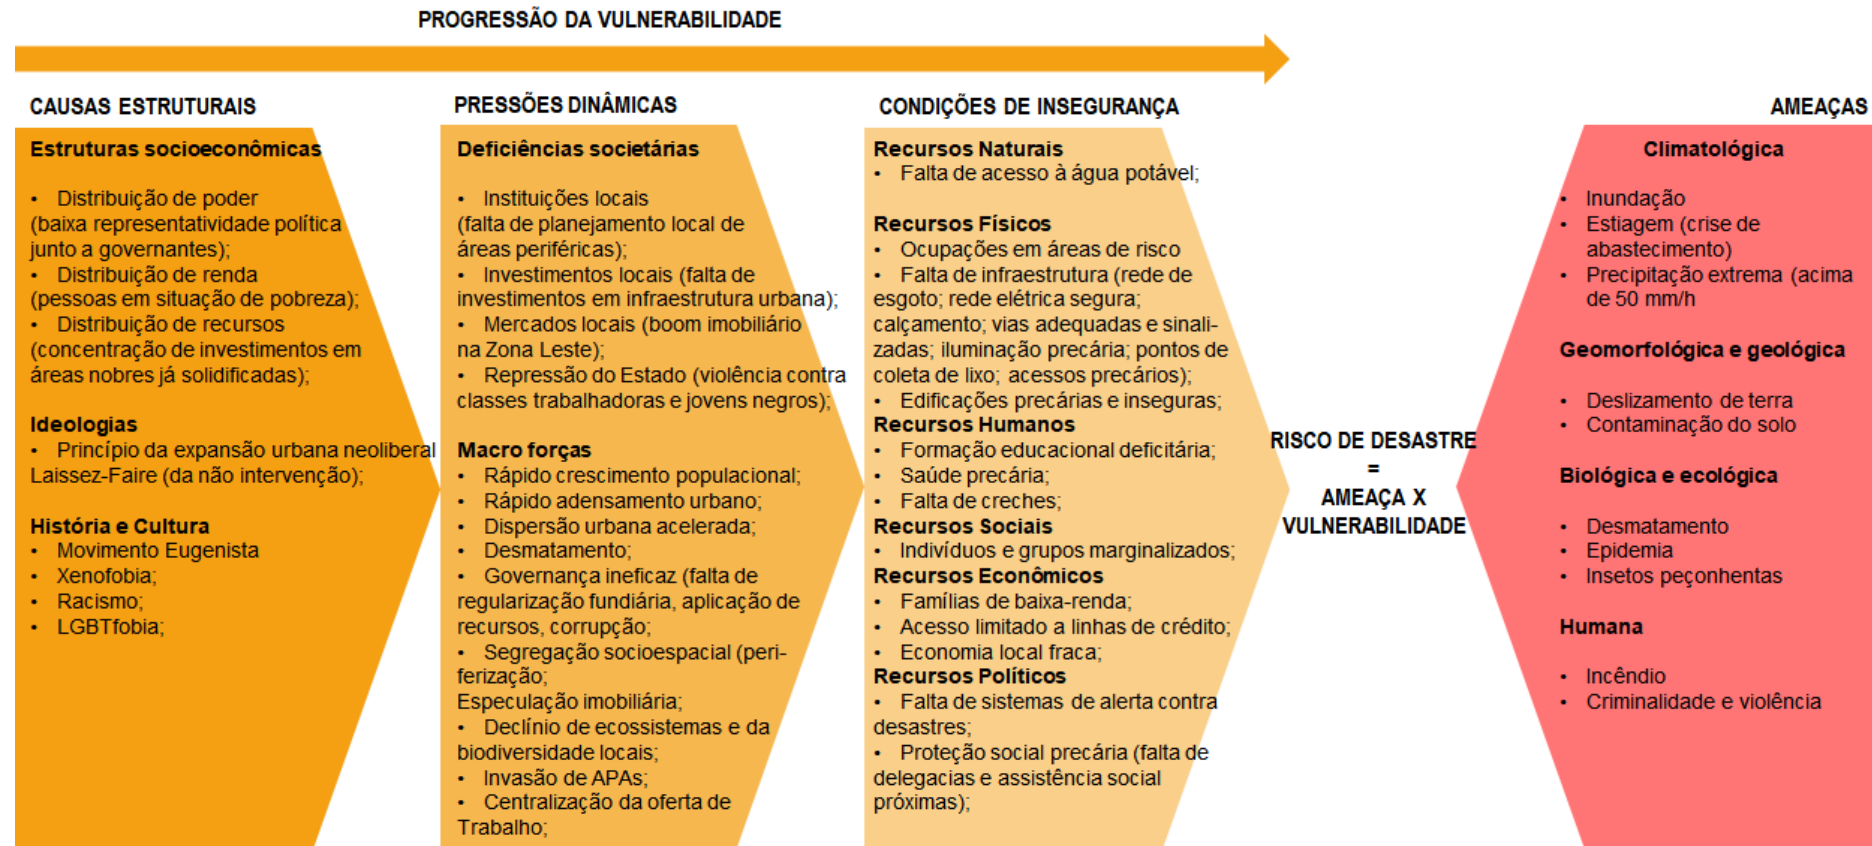 PROGRESSÃO DA VULNERABILIDADE
CAUSAS ESTRUTURAIS
Estruturas socioeconômicas
• Distribuição de poder
(baixa representatividade política
junto a governantes);
• Distribuição de renda
(pessoas em situação de pobreza);
• Distribuição de recursos
(concentração de investimentos em
áreas nobres já solidificadas);
Ideologias
• Princípio da expansão urbana neoliberal
Laissez-Faire (da não intervenção);
História e Cultura
• Movimento Eugenista
• Xenofobia;
• Racismo;
• LGBTfobia;
PRESSÕES DINÂMICAS
Deficiências societárias
• Instituições locais
(falta de planejamento local de
áreas periféricas);
• Investimentos locais (falta de
investimentos em infraestrutura urbana);
• Mercados locais (boom imobiliário
na Zona Leste);
• Repressão do Estado (violência contra
classes trabalhadoras e jovens negros);
Macro forças
• Rápido crescimento populacional;
• Rápido adensamento urbano;
• Dispersão urbana acelerada;
• Desmatamento;
• Governança ineficaz (falta de
regularização fundiária, aplicação de
recursos, corrupção;
• Segregação socioespacial (peri-
ferização;
Especulação imobiliária;
• Declínio de ecossistemas e da
biodiversidade locais;
• Invasão de APAs;
• Centralização da oferta de
Trabalho;
CONDIÇÕES DE INSEGURANÇA
Recursos Naturais
• Falta de acesso à água potável;
Recursos Físicos
• Ocupações em áreas de risco
• Falta de infraestrutura (rede de
esgoto; rede elétrica segura;
calçamento; vias adequadas e sinali-
zadas; iluminação precária; pontos de
coleta de lixo; acessos precários);
• Edificações precárias e inseguras;
Recursos Humanos
• Formação educacional deficitária;
• Saúde precária;
• Falta de creches;
Recursos Sociais
• Indivíduos e grupos marginalizados;
Recursos Econômicos
• Famílias de baixa-renda;
• Acesso limitado a linhas de crédito;
• Economia local fraca;
Recursos Políticos
• Falta de sistemas de alerta contra
desastres;
• Proteção social precária (falta de
delegacias e assistência social
próximas);
RISCO DE DESASTRE
=
AMEAÇA X
VULNERABILIDADE
AMEAÇAS
Climatológica
• Inundação
• Estiagem (crise de
abastecimento)
• Precipitação extrema (acima
de 50 mm/h
Geomorfológica e geológica
• Deslizamento de terra
• Contaminação do solo
Biológica e ecológica
• Desmatamento
• Epidemia
• Insetos peçonhentas
Humana
• Incêndio
• Criminalidade e violência